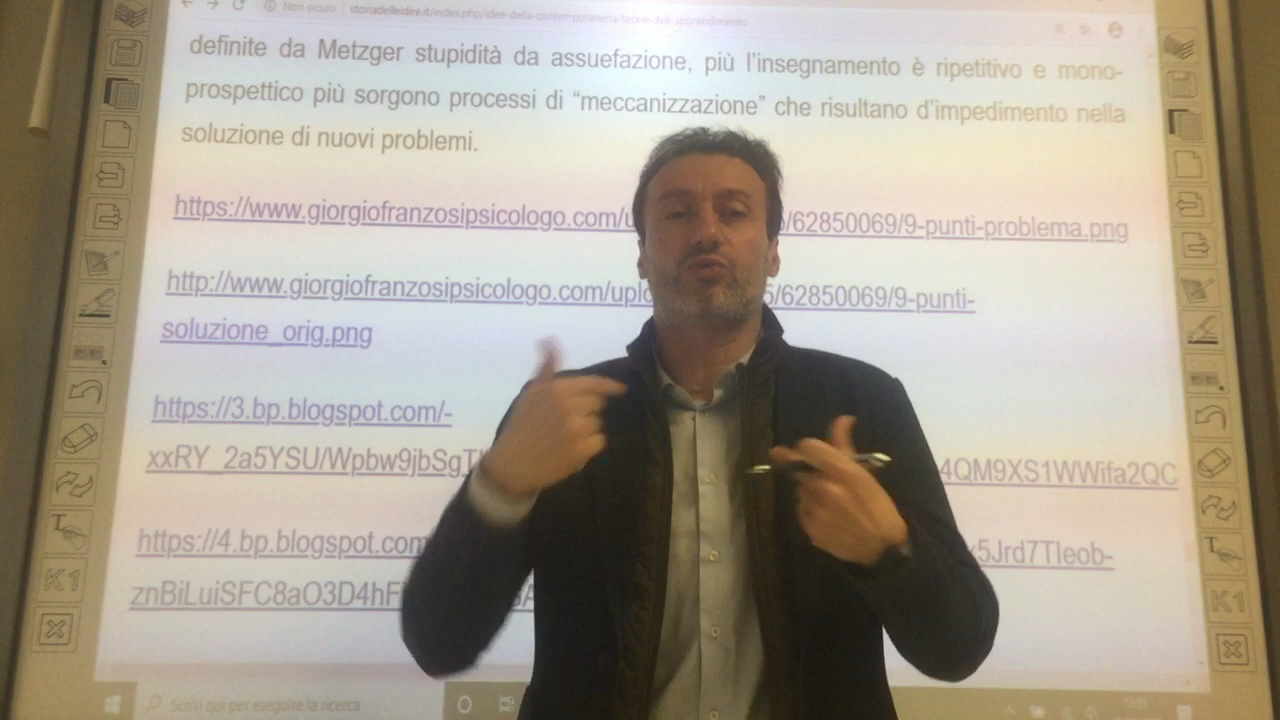 Non sicuro | storiadelleidee.it/index.php/idee-della-contemporaneita/teorie-dell-apprendimento
definite da Metzger stupidità da assuefazione, più l'insegnamento è ripetitivo e mono-
prospettico più sorgono processi di "meccanizzazione" che risultano d'impedimento nella
soluzione di nuovi problemi.
https://www.giorgiofranzosipsicologo.com/u /62850069/9-punti-problema.png
http://www.giorgiofranzosipsicologo.com/uplo 6/62850069/9-punti-
soluzione_orig.png
https://3.bp.blogspot.com/-
xxRY_2a5YSU/Wpbw9jbSgT 4QM9XS1WWifa2QC
https://4.bp.blogspot.com 5Jrd7TIeob-
znBiLuiSFC8aO3D4hF
K1
K1
Scrivi qui per eseguire la ricerca